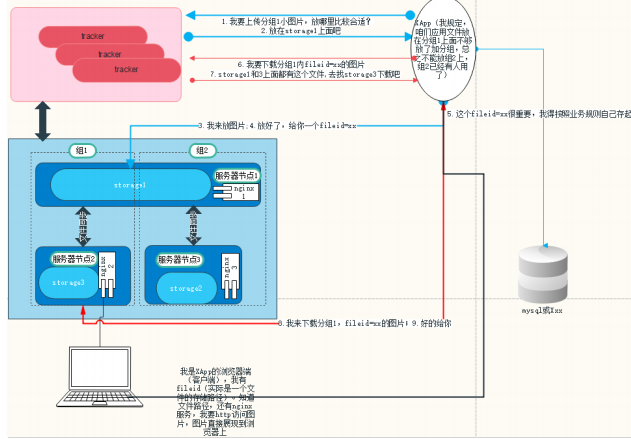 1.我要上传分组1小图片，放哪里比较合适?
2.放在storage1上面吧
tracker
tracker
tracker
6.我要下载分组1内fileid=xx的图片
7.storage1和3上面都有这个文件,去找storage3下载吧
XApp（我规定，
咱们应用文件放
在分组1上面不够
放了加分组，总
之不能放组2上，
组2已经有人用
了）
5.这个fileid=xx很重要，我得按照业务规则自己存起
3.我来放图片.4.放好了，给你一个fileid=xx
组1
组2
storage1
服务器节点1
nginx
1
服务器节点2
nginx
2
storage3
服务器节点3
nginx
3
storage2
mysql或Xxx
8.我来下载分组1，fileid=xx的图片；9.好的给你
我是XApp的浏览器端
（客户端），我有
fileid（实际是一个文
件的存储路径）。知道
文件路径，还有nginx
服务，我要http访问图
片，图片直接展现到浏
览器上